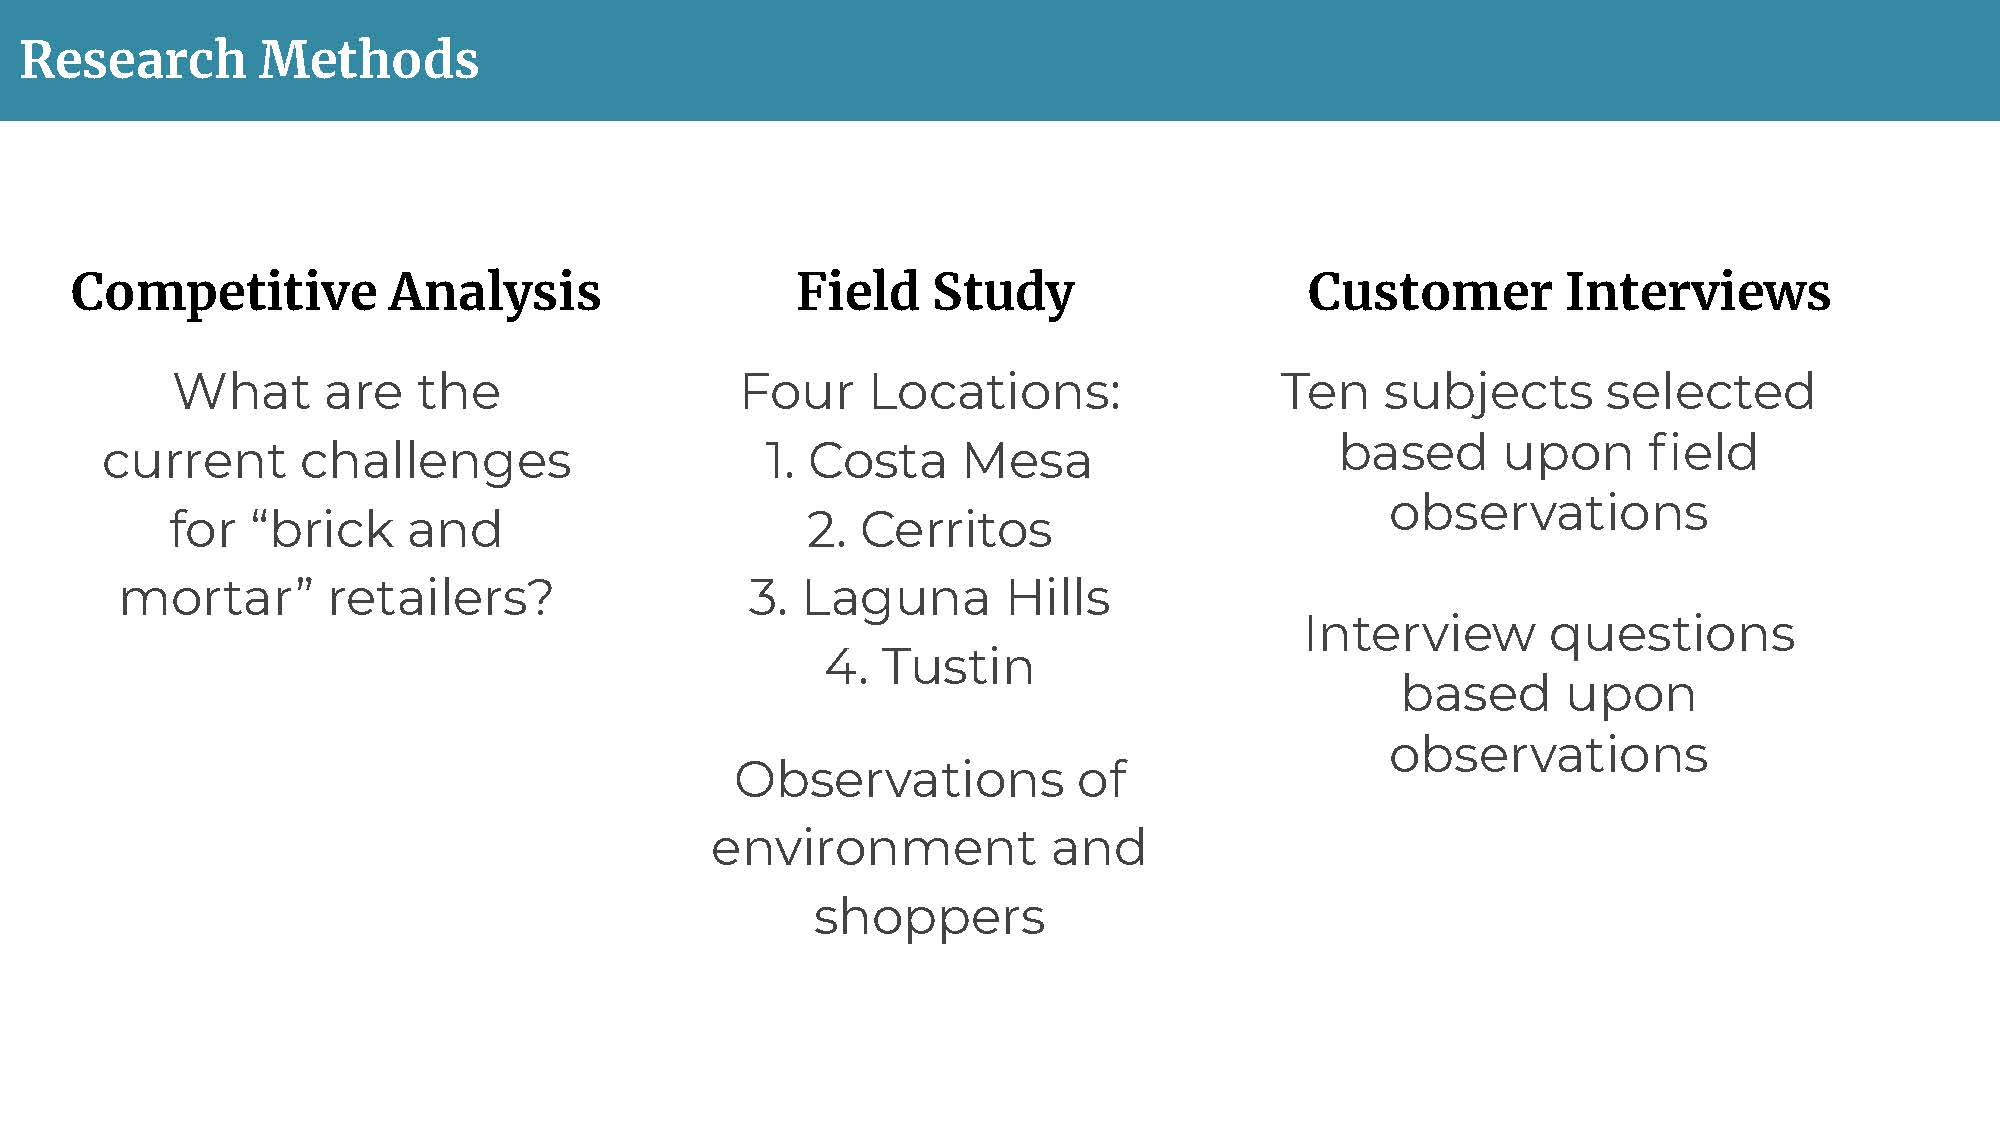 Research Methods
Competitive Analysis
What are the
current challenges
for “brick and
mortar” retailers?
Field Study
Four Locations:
1. Costa Mesa
2. Cerritos
3. Laguna Hills
4. Tustin
Observations of
environment and
shoppers
Customer Interviews
Ten subjects selected
based upon field
observations
Interview questions
based upon
observations